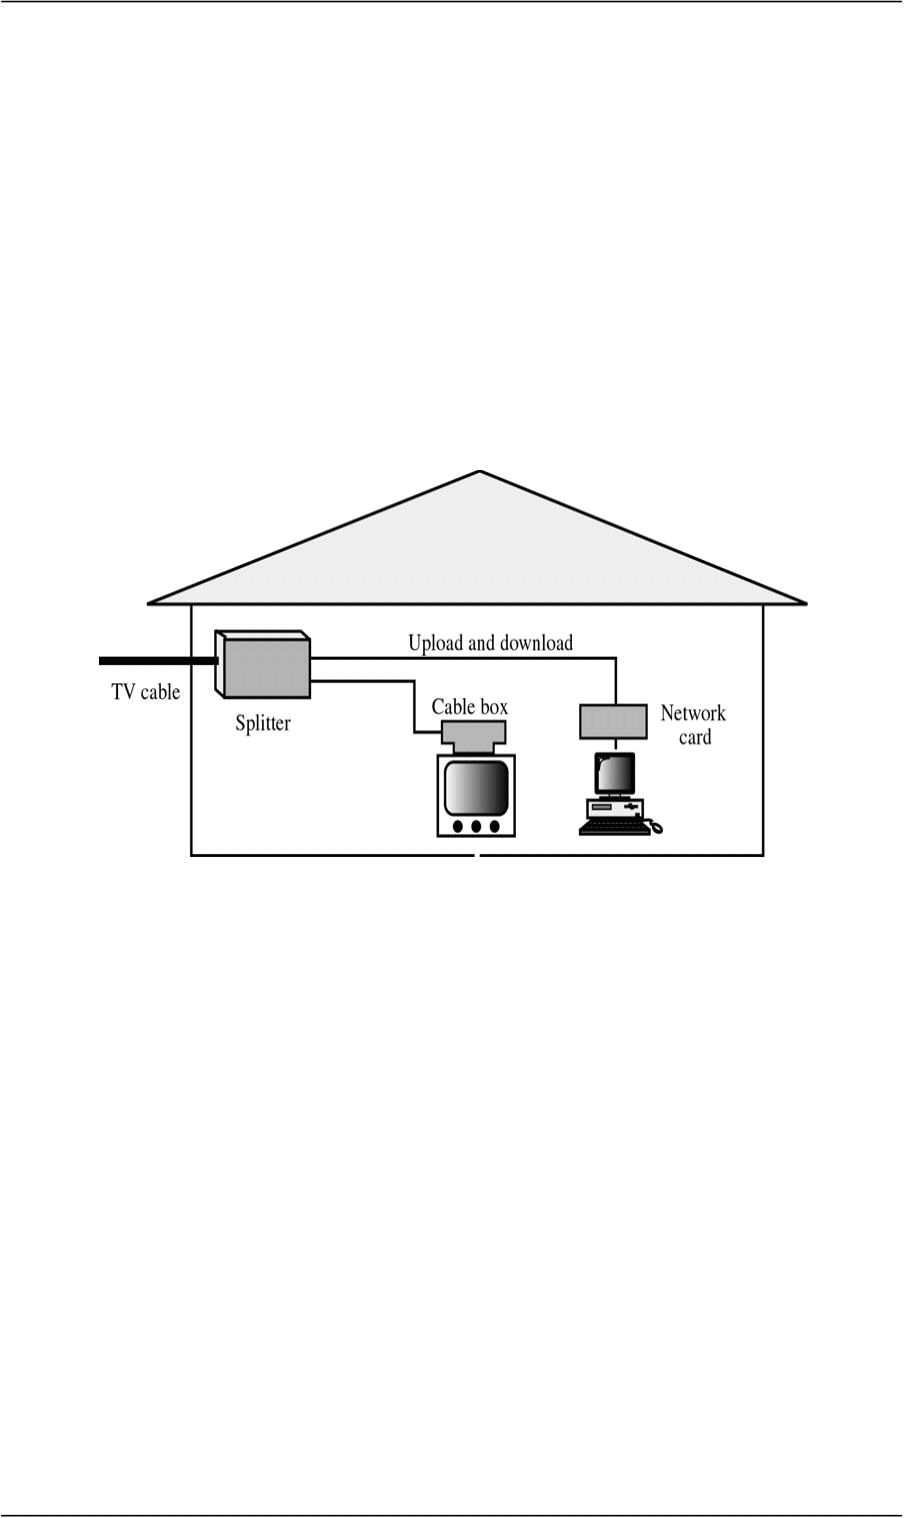 Upload and download
TV cable
Splitter
Cable box
Network
card